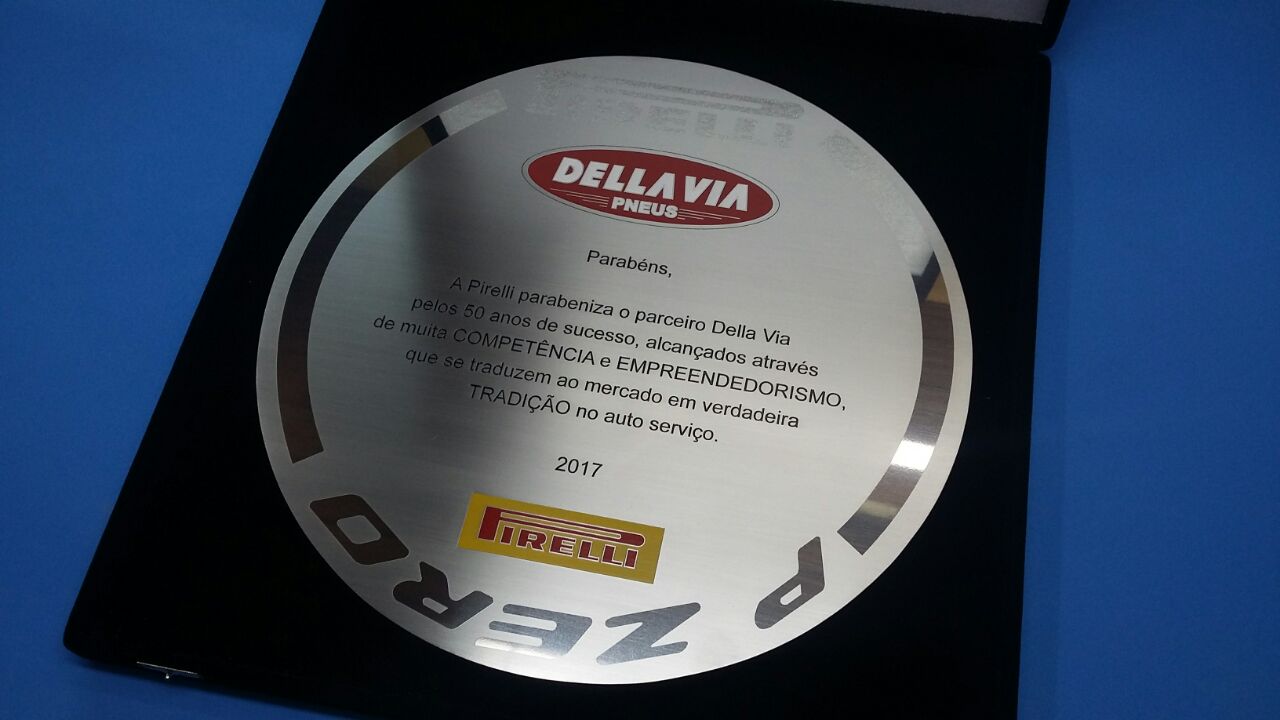 PIRELLI
DELLA VIA
PNEUS
Parabéns,
A Pirelli parabeniza o parceiro Della Via
pelos 50 anos de sucesso, alcançados através
de muita COMPETÊNCIA e EMPREENDEDORISMO,
que se traduzem ao mercado em verdadeira
TRADIÇÃO no auto serviço.
2017
PIRELLI
P ZERO